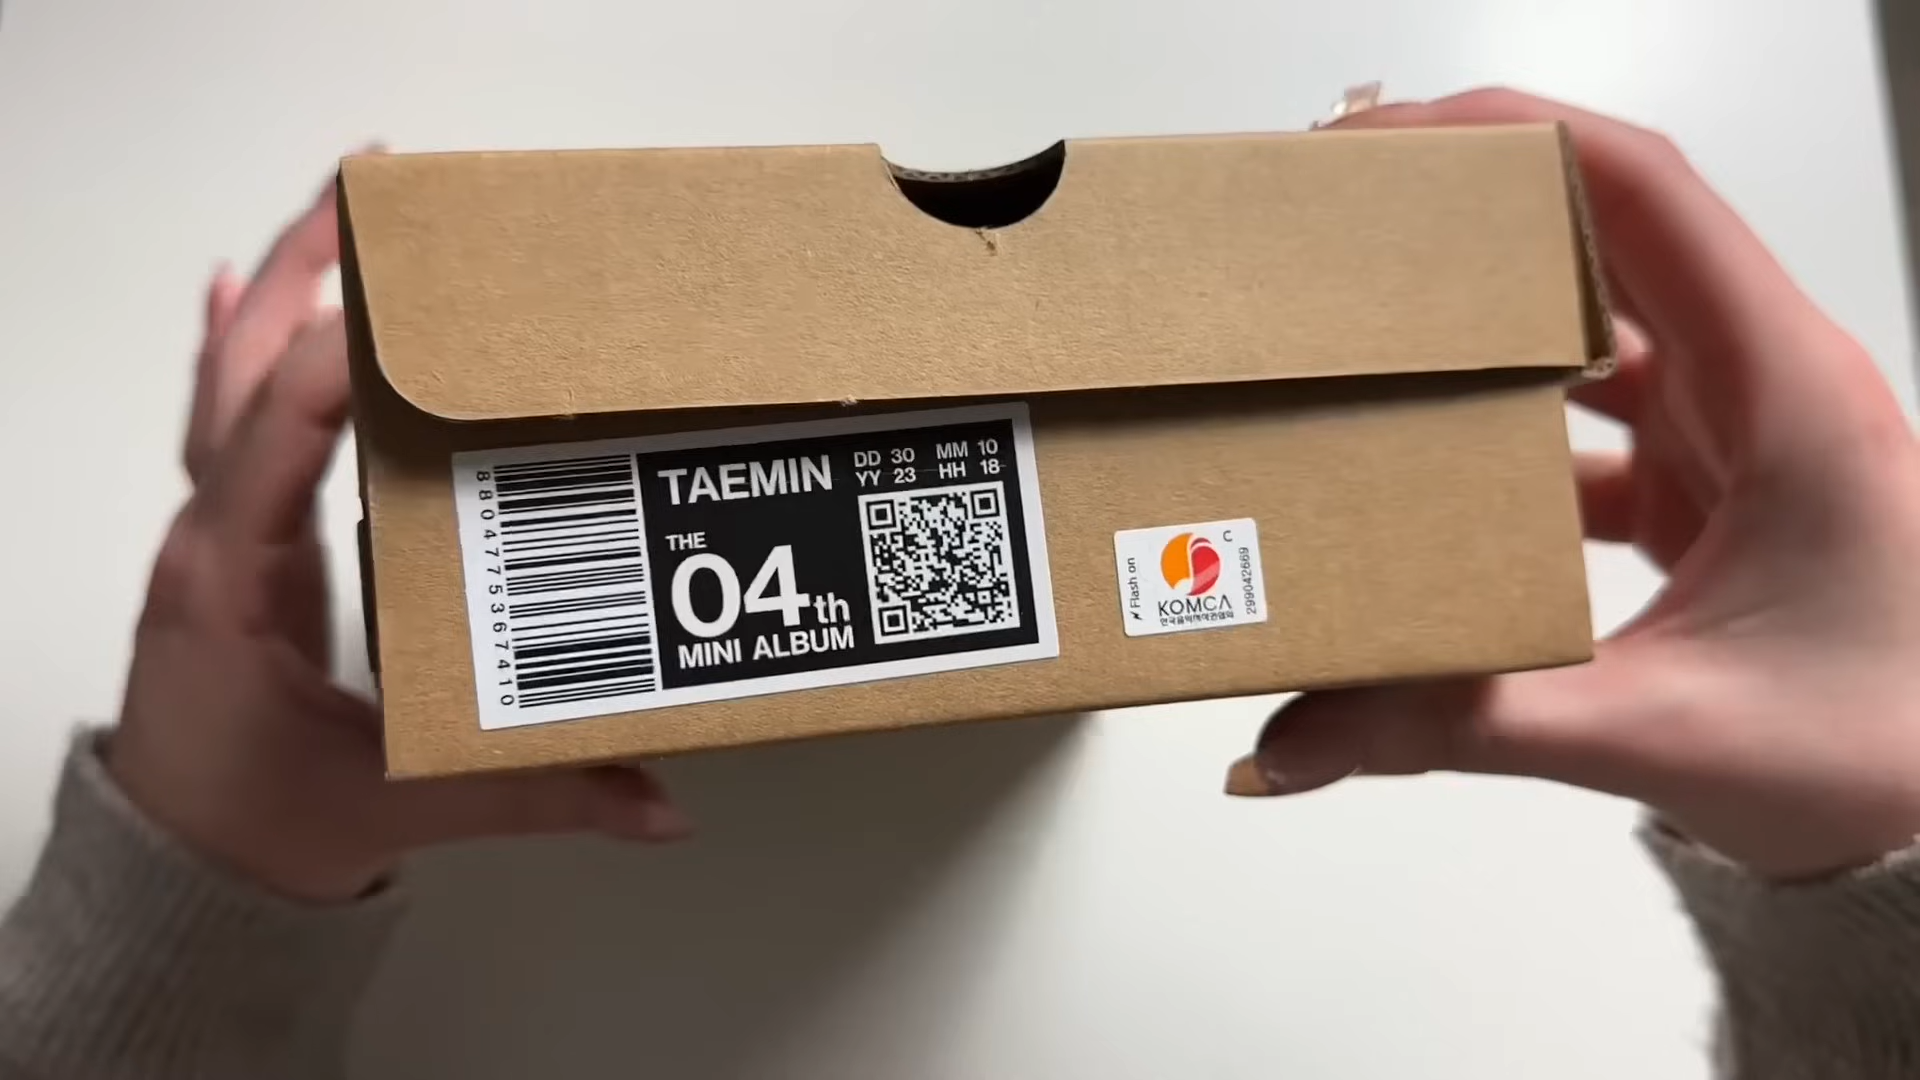 8804775367410
TAEMIN
DD 30 MM 10
YY 23 HH 18
THE
04th
MINI ALBUM
Flash on
C
KOMCA
299042669